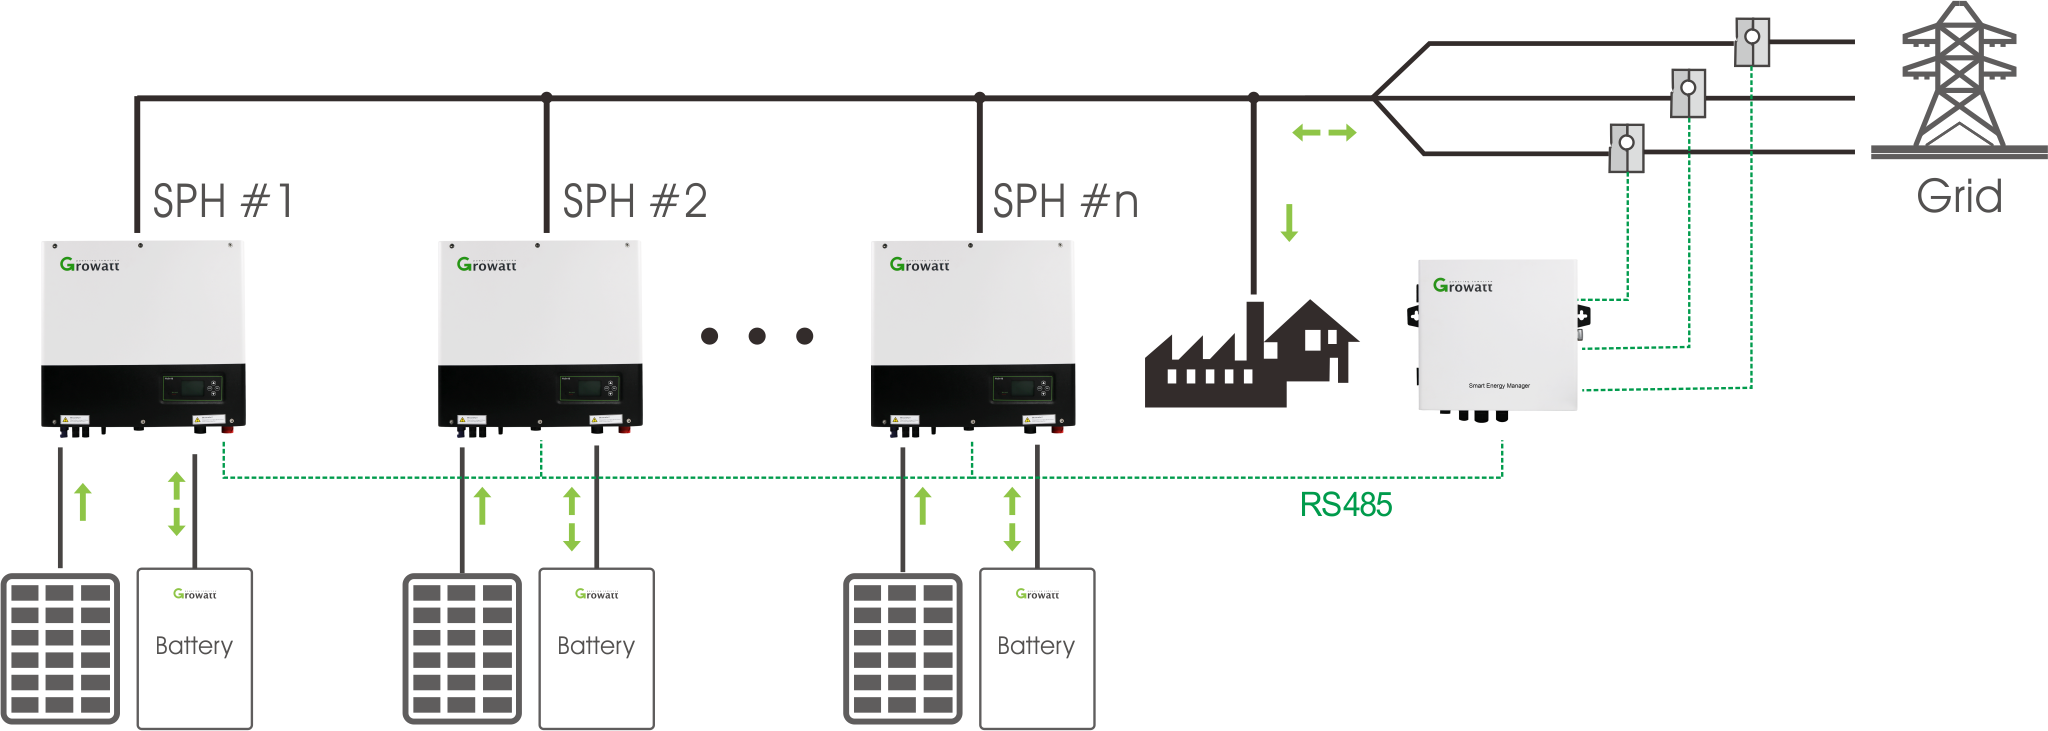 SPH #1
SPH #2
SPH #n
Grid
Growatt
Growatt
Growatt
Growatt
Smart Energy Manager
RS485
Growatt
Battery
Growatt
Battery
Growatt
Battery